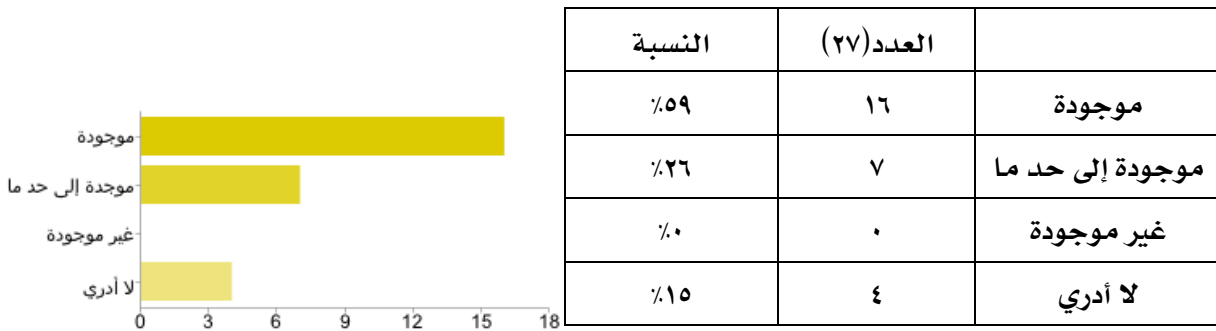 العدد(٢٧) النسبة
موجودة ١٦ ٥٩٪
موجودة إلى حد ما ٧ ٢٦٪
غير موجودة ٠ ٠٪
لا أدري ٤ ١٥٪
موجودة
موجدة إلى حد ما
غير موجودة
لا أدري
0 3 6 9 12 15 18